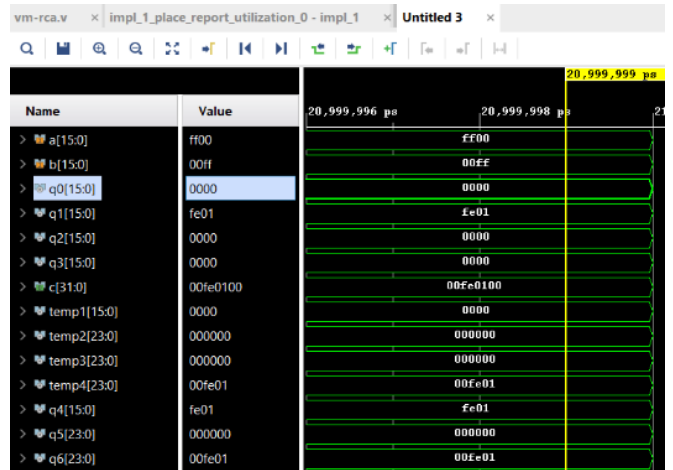 vm-rca.v × impl_1_place_report_utilization_0 - impl_1 × Untitled 3 ×
20,999,999 ps
Name Value 20,999,996 ps 20,999,998 ps 21
a[15:0] ff00 ff00
b[15:0] 00ff 00ff
q0[15:0] 0000 0000
q1[15:0] fe01 fe01
q2[15:0] 0000 0000
q3[15:0] 0000 0000
c[31:0] 00fe0100 00fe0100
temp1[15:0] 0000 0000
temp2[23:0] 000000 000000
temp3[23:0] 000000 000000
temp4[23:0] 00fe01 00fe01
q4[15:0] fe01 fe01
q5[23:0] 000000 000000
q6[23:0] 00fe01 00fe01